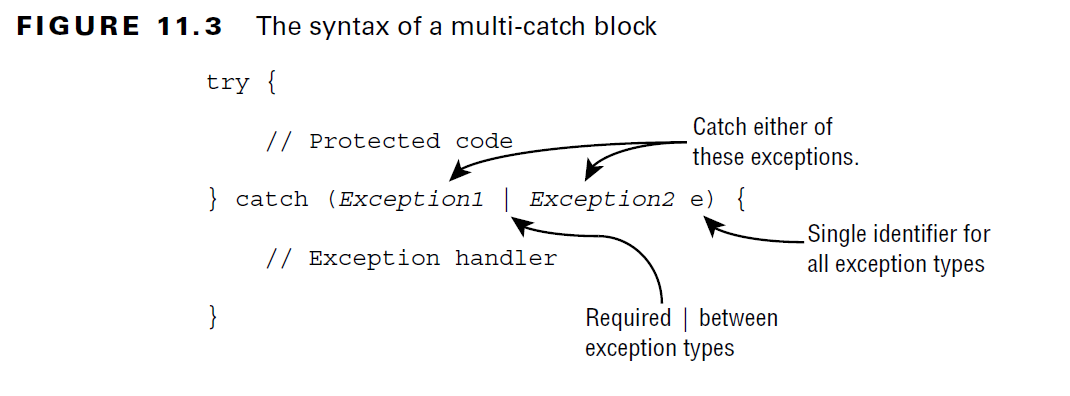 FIGURE 11.3 The syntax of a multi-catch block
try {
// Protected code
Catch either of
these exceptions.
} catch (Exception1 | Exception2 e) {
Single identifier for
all exception types
// Exception handler
Required | between
exception types
}